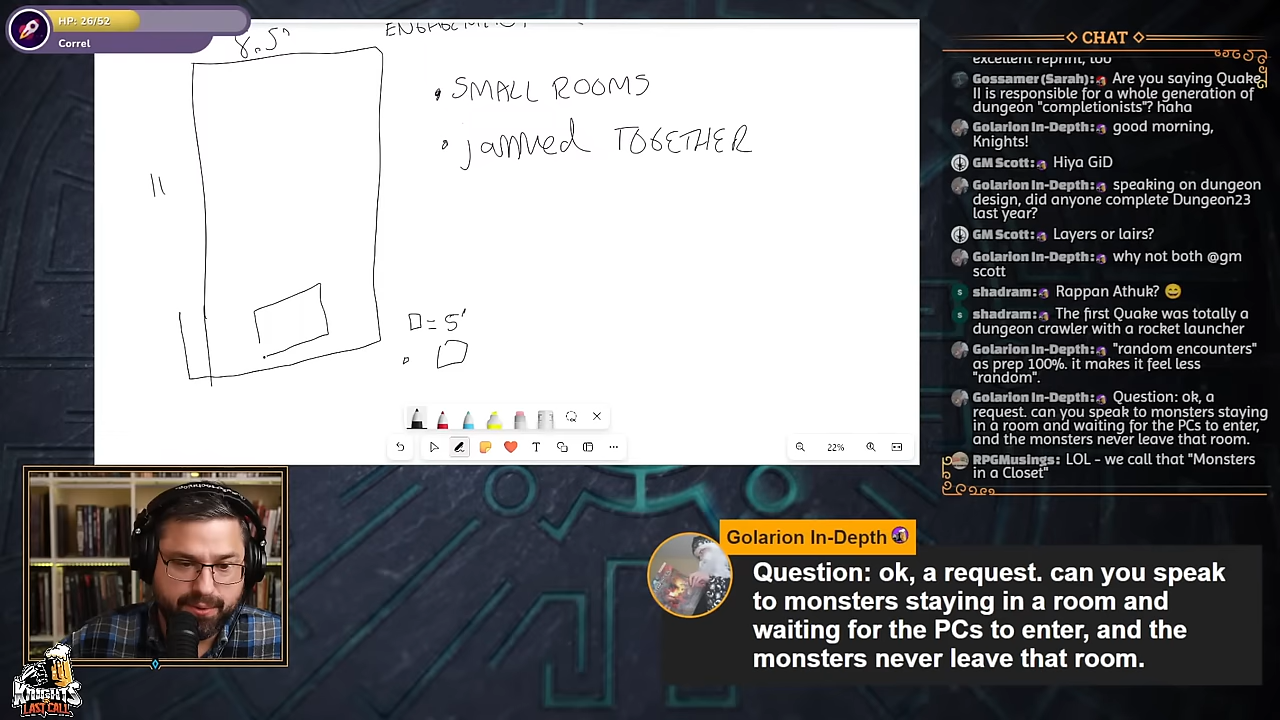 HP: 26/52
Correl
ENGAGEMENT
8.5"
• SMALL ROOMS
• jammed TOGETHER
11
□ = 5'
22%
CHAT
excellent reprint, too
Gossamer (Sarah): Are you saying Quake
II is responsible for a whole generation of
dungeon "completionists"? haha
Golarion In-Depth: good morning,
Knights!
GM Scott: Hiya GiD
Golarion In-Depth: speaking on dungeon
design, did anyone complete Dungeon23
last year?
GM Scott: Layers or lairs?
Golarion In-Depth: why not both @gm
scott
s shadram: Rappan Athuk? 😄
s shadram: The first Quake was totally a
dungeon crawler with a rocket launcher
Golarion In-Depth: "random encounters"
as prep 100%. it makes it feel less
"random".
Golarion In-Depth: Question: ok, a
request. can you speak to monsters staying
in a room and waiting for the PCs to enter,
and the monsters never leave that room.
RPGMusings: LOL - we call that "Monsters
in a Closet"
Golarion In-Depth
Question: ok, a request. can you speak
to monsters staying in a room and
waiting for the PCs to enter, and the
monsters never leave that room.
KNIGHTS
OF
LAST CALL